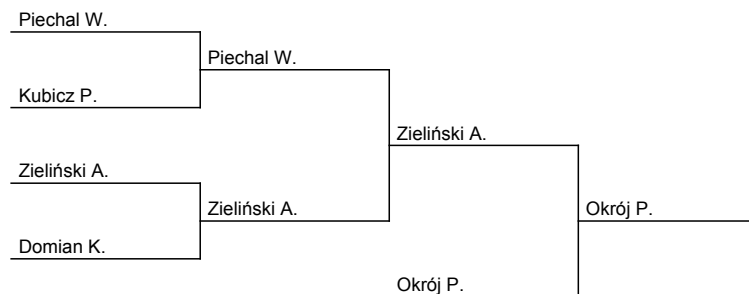 Piechal W.
Piechal W.
Kubicz P.
Zieliński A.
Zieliński A.
Zieliński A.
Okrój P.
Domian K.
Okrój P.